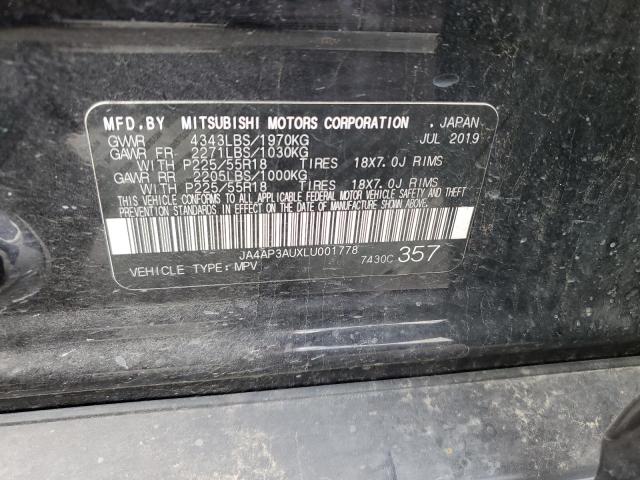 MFD.BY MITSUBISHI MOTORS CORPORATION , JAPAN
GVWR 4343LBS/1970KG JUL 2019
GAWR FR 2271LBS/1030KG
WITH P225/55R18 TIRES 18X7.0J RIMS
GAWR RR 2205LBS/1000KG
WITH P225/55R18 TIRES 18X7.0J RIMS
THIS VEHICLE CONFORMS TO ALL APPLICABLE FEDERAL MOTOR VEHICLE SAFETY AND THEFT
PREVENTION STANDARDS IN EFFECT ON THE DATE OF MANUFACTURE SHOWN ABOVE.
JA4AP3AUXLU001778
VEHICLE TYPE:MPV 7430C 357